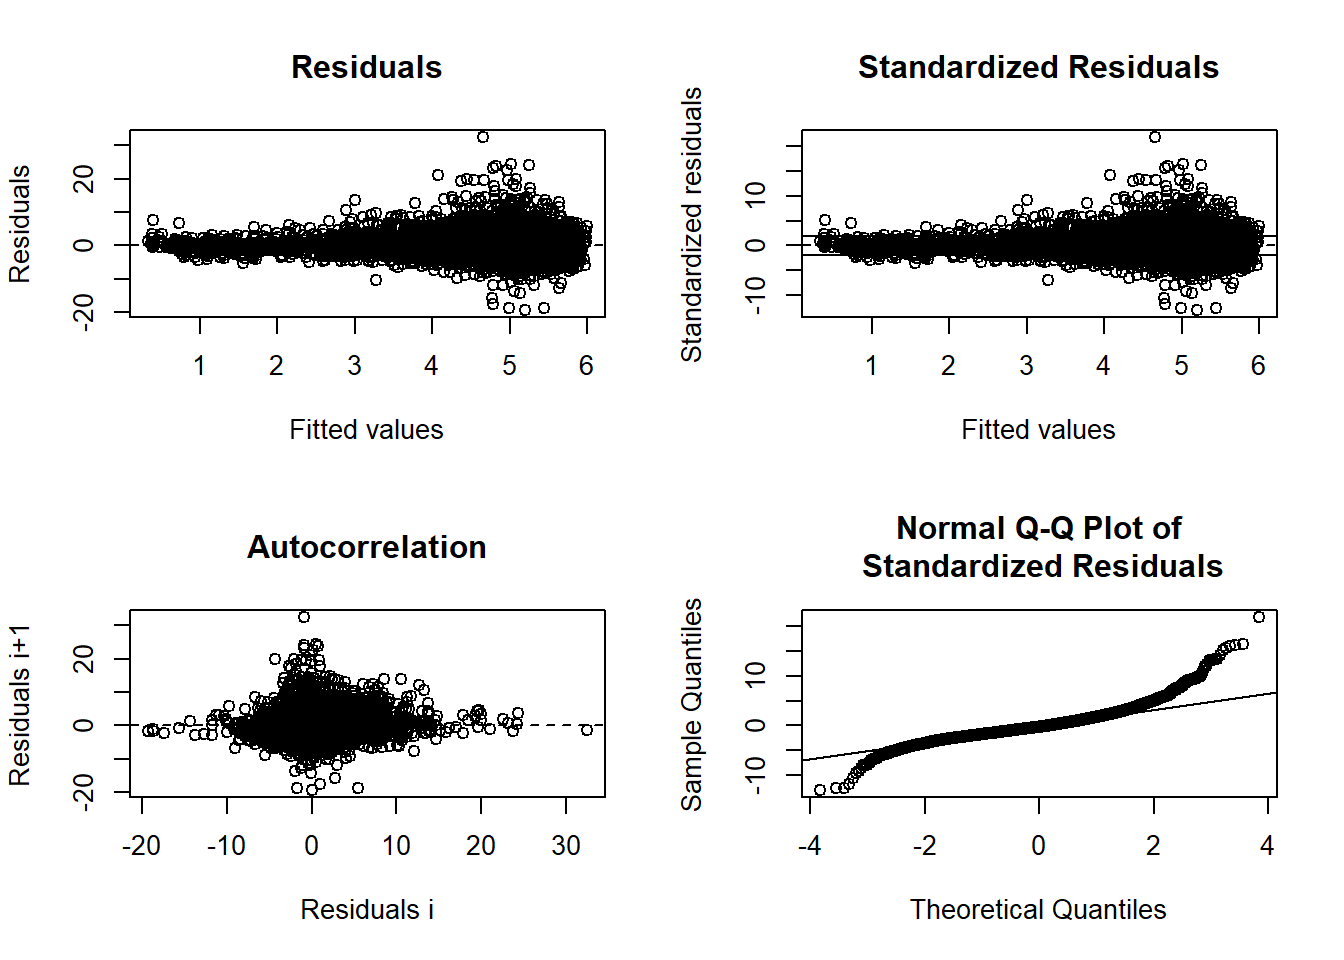 Residuals
Residuals
20
0
-20
1 2 3 4 5 6
Fitted values
Standardized Residuals
Standardized residuals
10
0
-10
1 2 3 4 5 6
Fitted values
Autocorrelation
Residuals i+1
20
0
-20
-20 -10 0 10 20 30
Residuals i
Normal Q-Q Plot of
Standardized Residuals
Sample Quantiles
10
0
-10
-4 -2 0 2 4
Theoretical Quantiles